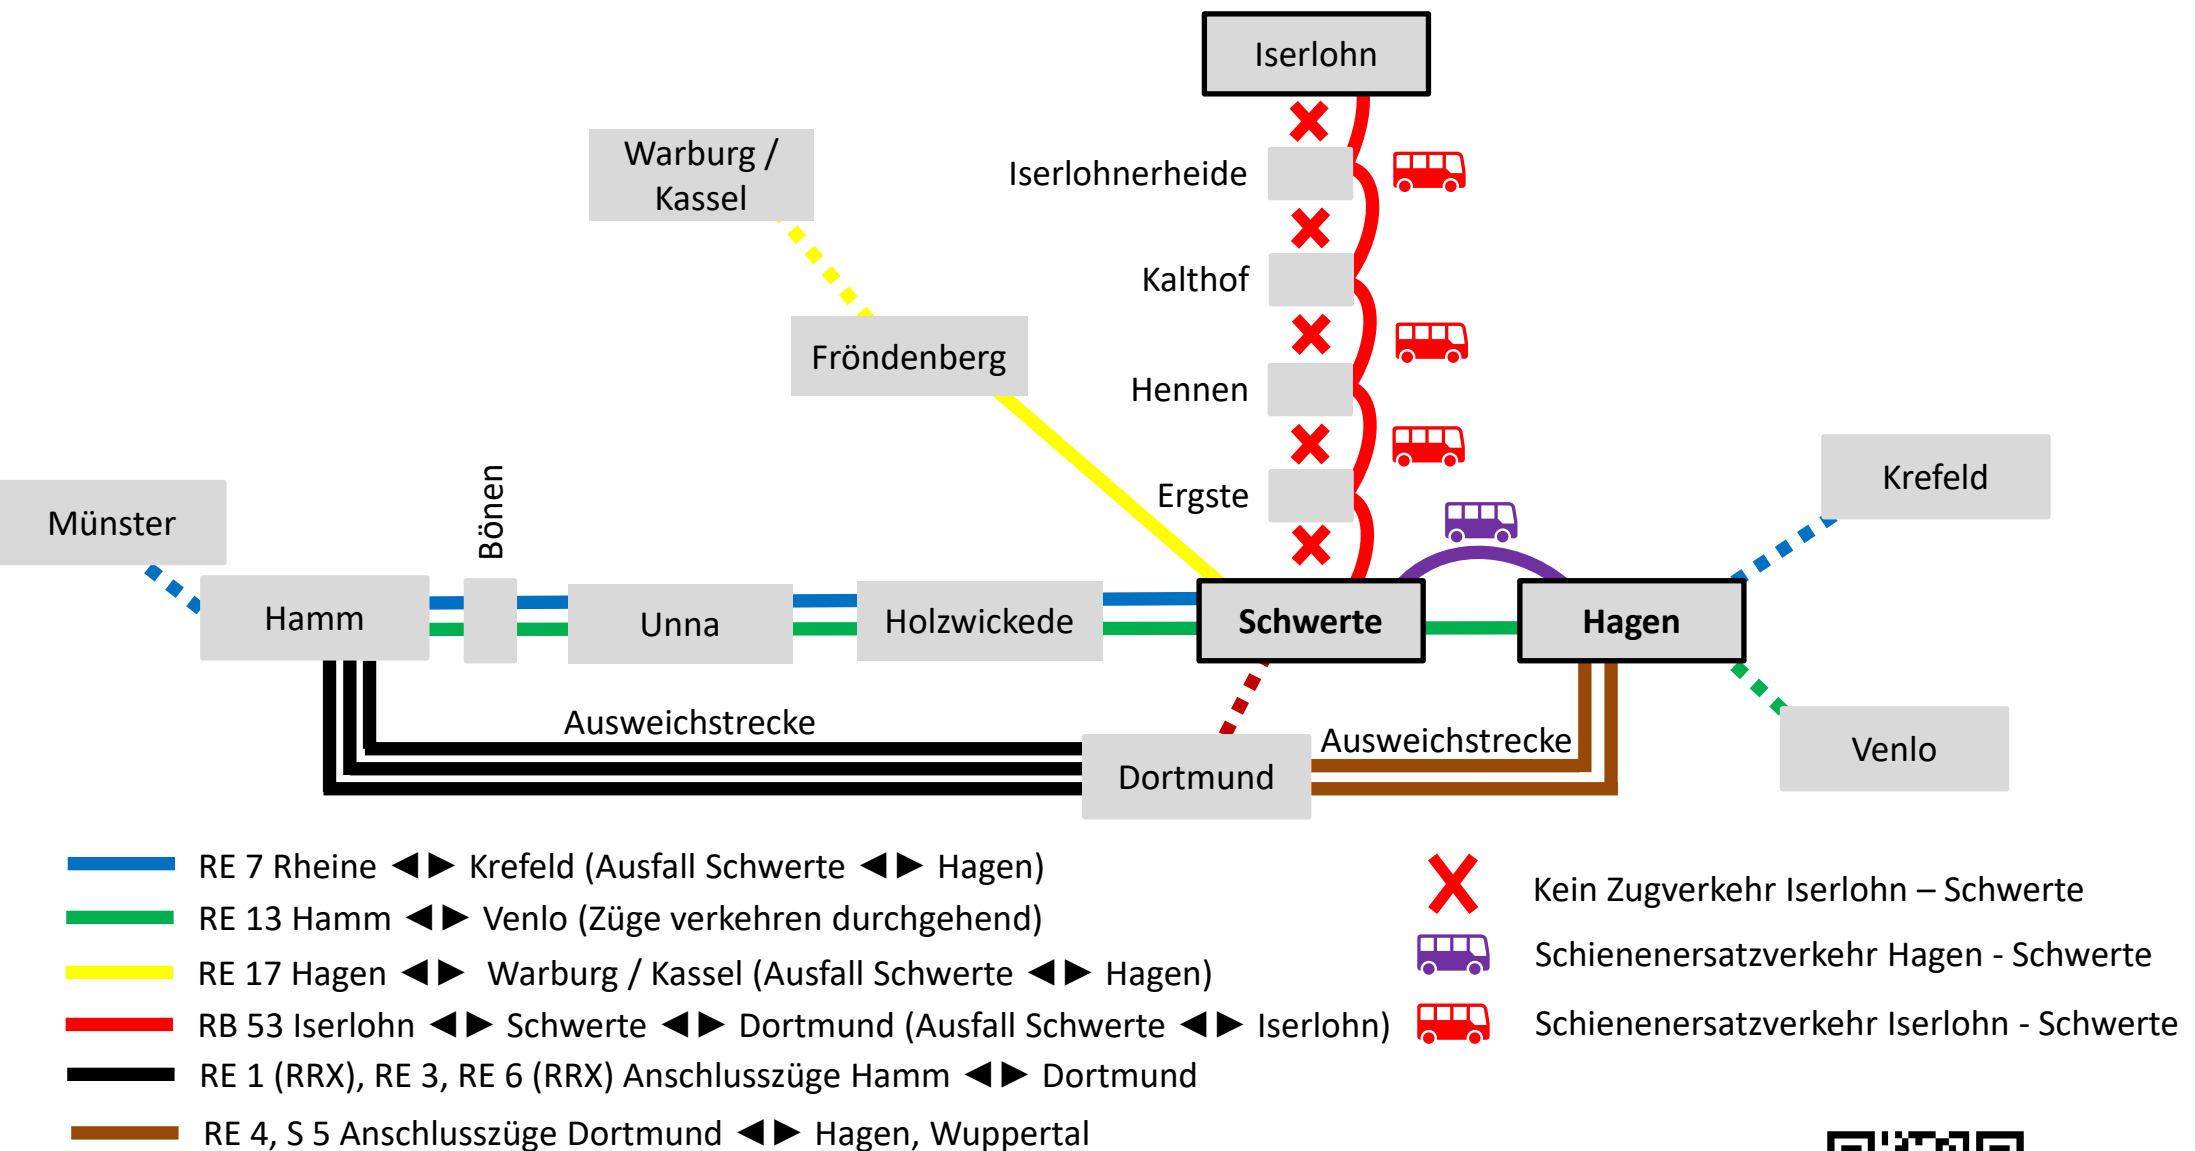 Iserlohn
Warburg /
Kassel
Iserlohnerheide
Kalthof
Fröndenberg
Hennen
Ergste
Krefeld
Münster
Bönen
Hamm
Unna
Holzwickede
Schwerte
Hagen
Ausweichstrecke
Ausweichstrecke
Dortmund
Venlo
RE 7 Rheine ◄► Krefeld (Ausfall Schwerte ◄► Hagen)
RE 13 Hamm ◄► Venlo (Züge verkehren durchgehend)
RE 17 Hagen ◄► Warburg / Kassel (Ausfall Schwerte ◄► Hagen)
RB 53 Iserlohn ◄► Schwerte ◄► Dortmund (Ausfall Schwerte ◄► Iserlohn)
RE 1 (RRX), RE 3, RE 6 (RRX) Anschlusszüge Hamm ◄► Dortmund
RE 4, S 5 Anschlusszüge Dortmund ◄► Hagen, Wuppertal
Kein Zugverkehr Iserlohn – Schwerte
Schienenersatzverkehr Hagen - Schwerte
Schienenersatzverkehr Iserlohn - Schwerte